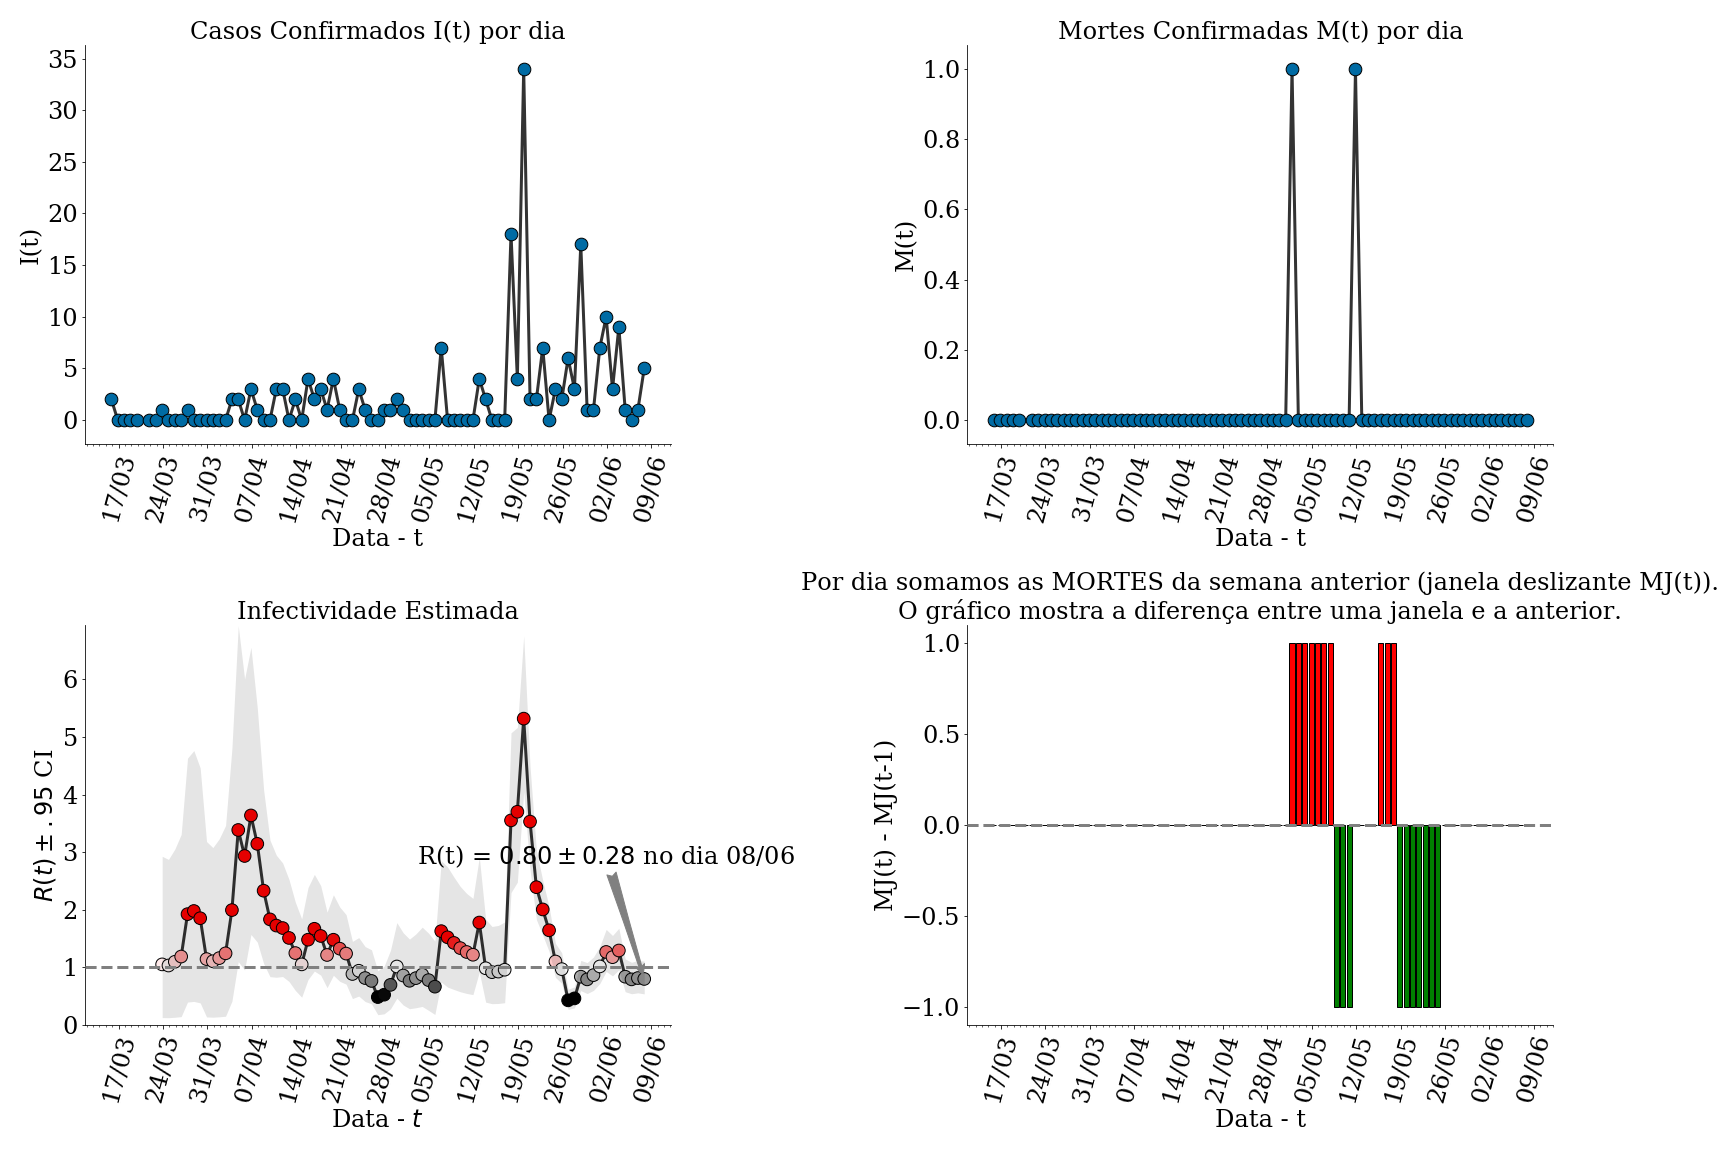 Casos Confirmados I(t) por dia
35
30
25
20
15
10
5
0
I(t)
17/03 24/03 31/03 07/04 14/04 21/04 28/04 05/05 12/05 19/05 26/05 02/06 09/06
Data - t
Mortes Confirmadas M(t) por dia
1.0
0.8
0.6
0.4
0.2
0.0
M(t)
17/03 24/03 31/03 07/04 14/04 21/04 28/04 05/05 12/05 19/05 26/05 02/06 09/06
Data - t
Infectividade Estimada
6
5
4
3
2
1
0
R(t) ± . 95 CI
R(t) = 0.80 ± 0.28 no dia 08/06
17/03 24/03 31/03 07/04 14/04 21/04 28/04 05/05 12/05 19/05 26/05 02/06 09/06
Data - t
Por dia somamos as MORTES da semana anterior (janela deslizante MJ(t)).
O gráfico mostra a diferença entre uma janela e a anterior.
1.0
0.5
0.0
−0.5
−1.0
MJ(t) - MJ(t-1)
17/03 24/03 31/03 07/04 14/04 21/04 28/04 05/05 12/05 19/05 26/05 02/06 09/06
Data - t